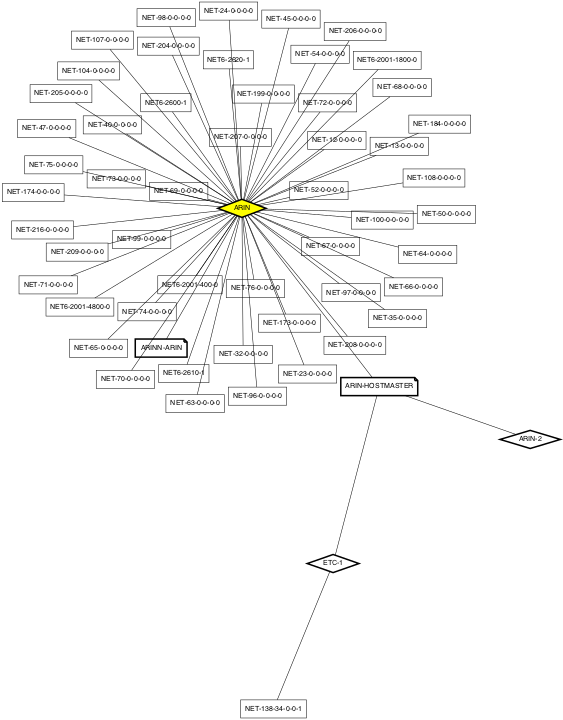 NET-24-0-0-0-0
NET-98-0-0-0-0
NET-45-0-0-0-0
NET-206-0-0-0-0
NET-107-0-0-0-0
NET-204-0-0-0-0
NET-54-0-0-0-0
NET6-2620-1
NET6-2001-1800-0
NET-104-0-0-0-0
NET-68-0-0-0-0
NET-205-0-0-0-0
NET-199-0-0-0-0
NET6-2600-1
NET-72-0-0-0-0
NET-40-0-0-0-0
NET-184-0-0-0-0
NET-47-0-0-0-0
NET-207-0-0-0-0
NET-13-0-0-0-0
NET-75-0-0-0-0
NET-73-0-0-0-0
NET-108-0-0-0-0
NET-174-0-0-0-0
NET-69-0-0-0-0
NET-52-0-0-0-0
ARIN
NET-50-0-0-0-0
NET-100-0-0-0-0
NET-216-0-0-0-0
NET-99-0-0-0-0
NET-67-0-0-0-0
NET-209-0-0-0-0
NET-64-0-0-0-0
NET-71-0-0-0-0
NET6-2001-400-0
NET-76-0-0-0-0
NET-66-0-0-0-0
NET-97-0-0-0-0
NET6-2001-4800-0
NET-74-0-0-0-0
NET-35-0-0-0-0
NET-173-0-0-0-0
NET-65-0-0-0-0
ARINN-ARIN
NET-208-0-0-0-0
NET-32-0-0-0-0
NET6-2610-1
NET-23-0-0-0-0
NET-70-0-0-0-0
ARIN-HOSTMASTER
NET-96-0-0-0-0
NET-63-0-0-0-0
ARIN-2
ETC-1
NET-138-34-0-0-1